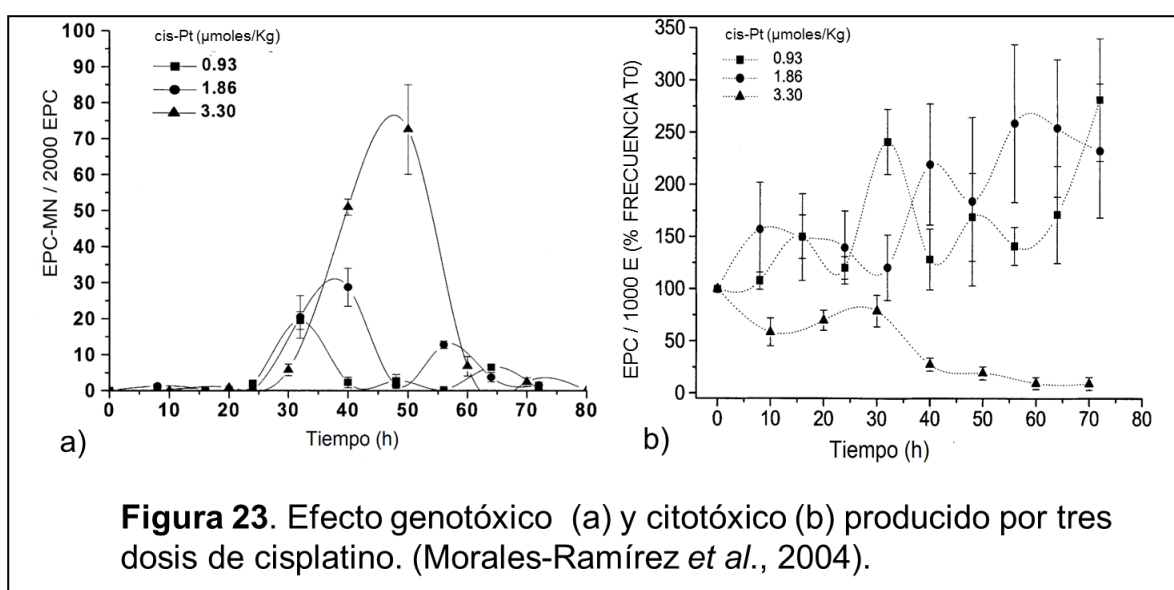 cis-Pt (µmoles/Kg)
0.93
1.86
3.30
EPC-MN / 2000 EPC
100
90
80
70
60
50
40
30
20
10
0
0 10 20 30 40 50 60 70 80
Tiempo (h)
a)
cis-Pt (µmoles/Kg)
0.93
1.86
3.30
EPC / 1000 E (% FRECUENCIA T0)
350
300
250
200
150
100
50
0
0 10 20 30 40 50 60 70 80
Tiempo (h)
b)
Figura 23. Efecto genotóxico (a) y citotóxico (b) producido por tres
dosis de cisplatino. (Morales-Ramírez et al., 2004).